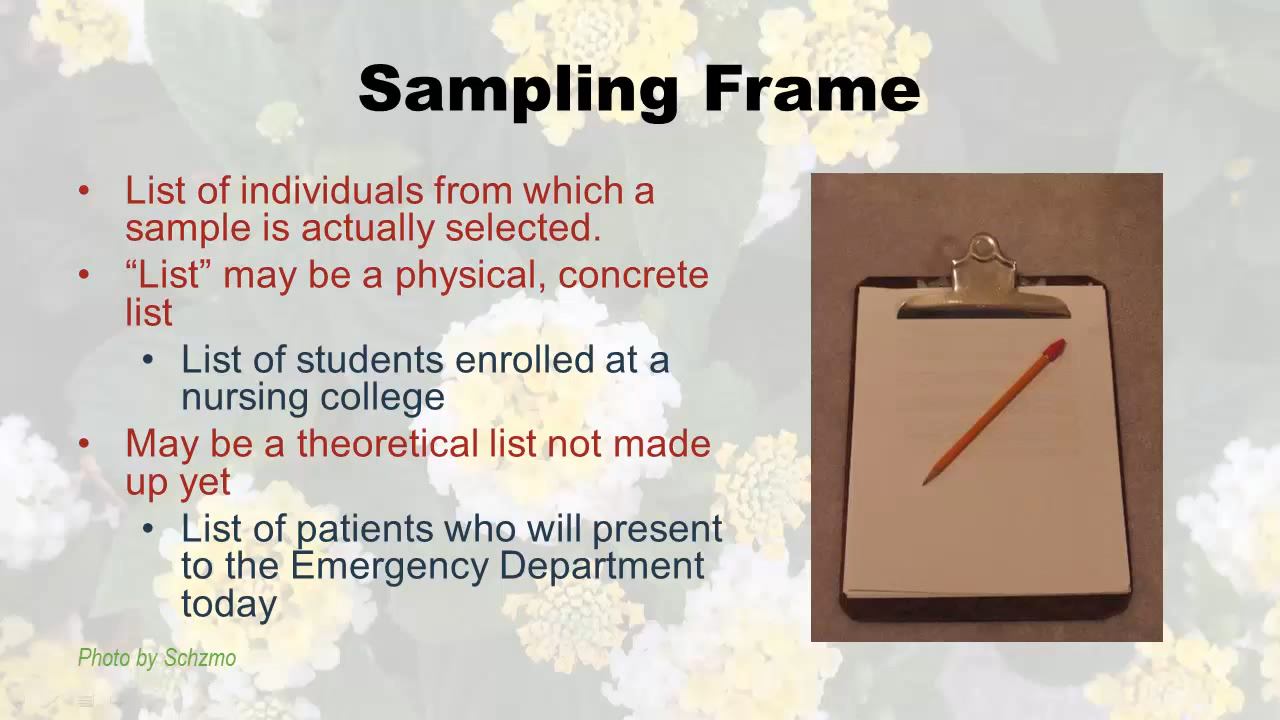 Sampling Frame
• List of individuals from which a
sample is actually selected.
• “List” may be a physical, concrete
list
• List of students enrolled at a
nursing college
• May be a theoretical list not made
up yet
• List of patients who will present
to the Emergency Department
today
Photo by Schzmo